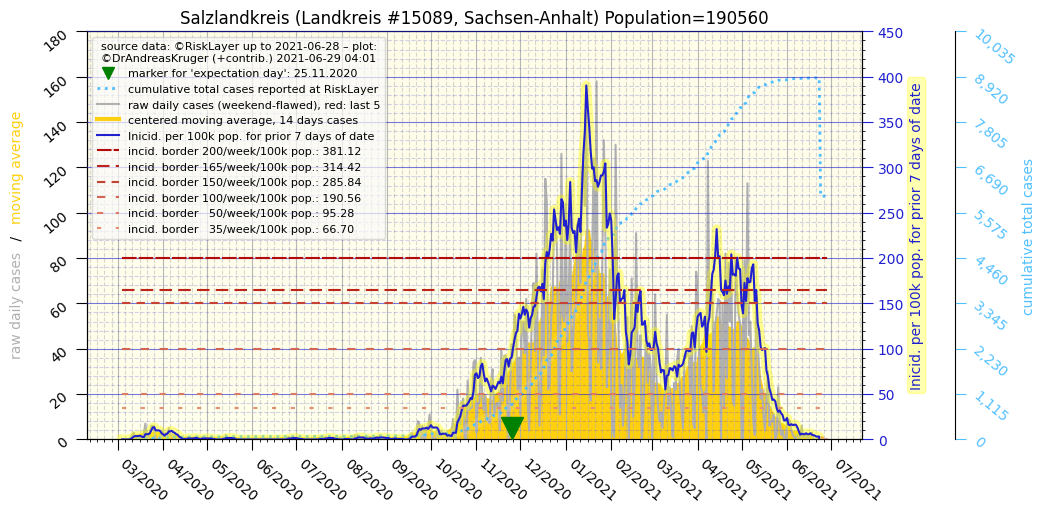 Salzlandkreis (Landkreis #15089, Sachsen-Anhalt) Population=190560
source data: ©RiskLayer up to 2021-06-28 – plot:
©DrAndreasKruger (+contrib.) 2021-06-29 04:01
marker for 'expectation day': 25.11.2020
cumulative total cases reported at RiskLayer
raw daily cases (weekend-flawed), red: last 5
centered moving average, 14 days cases
Inicid. per 100k pop. for prior 7 days of date
incid. border 200/week/100k pop.: 381.12
incid. border 165/week/100k pop.: 314.42
incid. border 150/week/100k pop.: 285.84
incid. border 100/week/100k pop.: 190.56
incid. border   50/week/100k pop.: 95.28
incid. border   35/week/100k pop.: 66.70
raw daily cases / moving average
180
160
140
120
100
80
60
40
20
0
03/2020
04/2020
05/2020
06/2020
07/2020
08/2020
09/2020
10/2020
11/2020
12/2020
01/2021
02/2021
03/2021
04/2021
05/2021
06/2021
07/2021
450
400
350
300
250
200
150
100
50
0
Inicid. per 100k pop. for prior 7 days of date
10,035
8,920
7,805
6,690
5,575
4,460
3,345
2,230
1,115
0
cumulative total cases